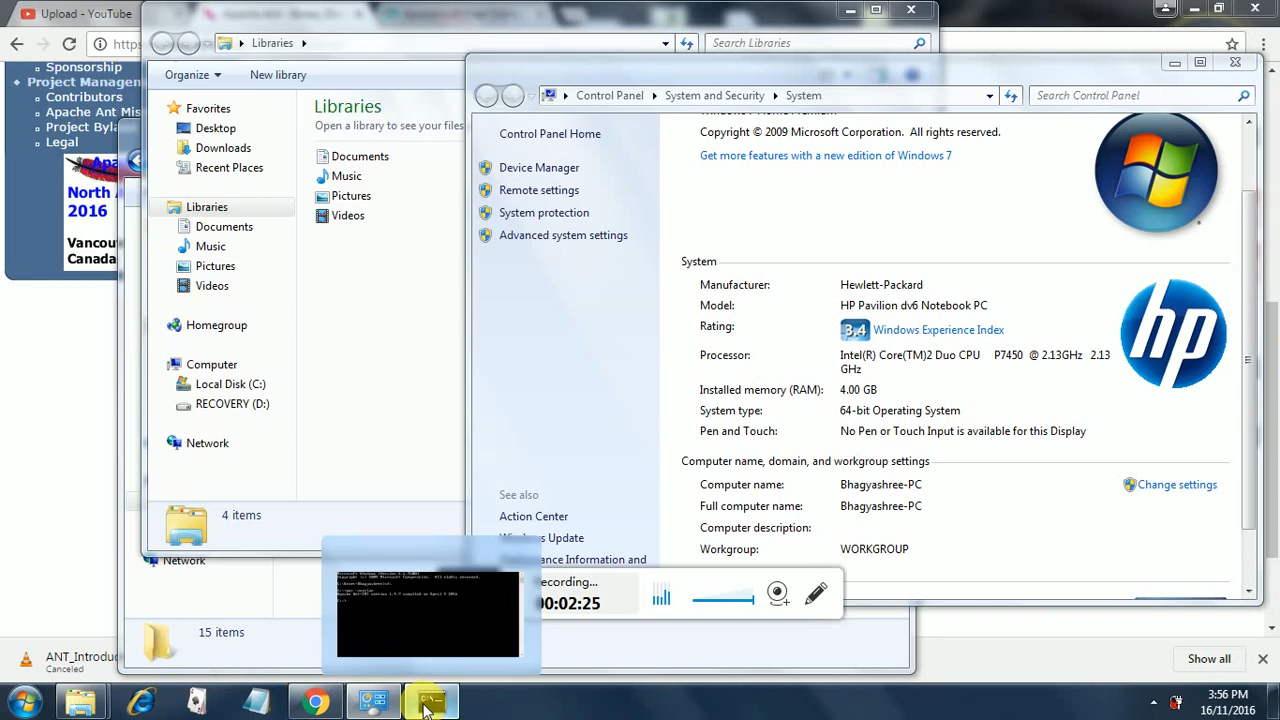 Upload - YouTube
https
Sponsorship
Project Managem
Contributors
Apache Ant Mis
Project Byla
Legal
Apa
North A
2016
Vancou
Canada
Libraries
Search Libraries
Organize
New library
Favorites
Desktop
Downloads
Recent Places
Libraries
Documents
Music
Pictures
Videos
Homegroup
Computer
Local Disk (C:)
RECOVERY (D:)
Network
Libraries
Open a library to see your files
Documents
Music
Pictures
Videos
4 items
Network
15 items
Control Panel
System and Security
System
Search Control Panel
Control Panel Home
Device Manager
Remote settings
System protection
Advanced system settings
See also
Action Center
Windows Update
Information and
Copyright © 2009 Microsoft Corporation. All rights reserved.
Get more features with a new edition of Windows 7
System
Manufacturer: Hewlett-Packard
Model: HP Pavilion dv6 Notebook PC
Rating: 3.4 Windows Experience Index
Processor: Intel(R) Core(TM)2 Duo CPU P7450 @ 2.13GHz 2.13
GHz
Installed memory (RAM): 4.00 GB
System type: 64-bit Operating System
Pen and Touch: No Pen or Touch Input is available for this Display
hp
Computer name, domain, and workgroup settings
Computer name: Bhagyashree-PC
Change settings
Full computer name: Bhagyashree-PC
Computer description:
Workgroup: WORKGROUP
ecording...
00:02:25
ANT_Introduc
Canceled
Show all
3:56 PM
16/11/2016